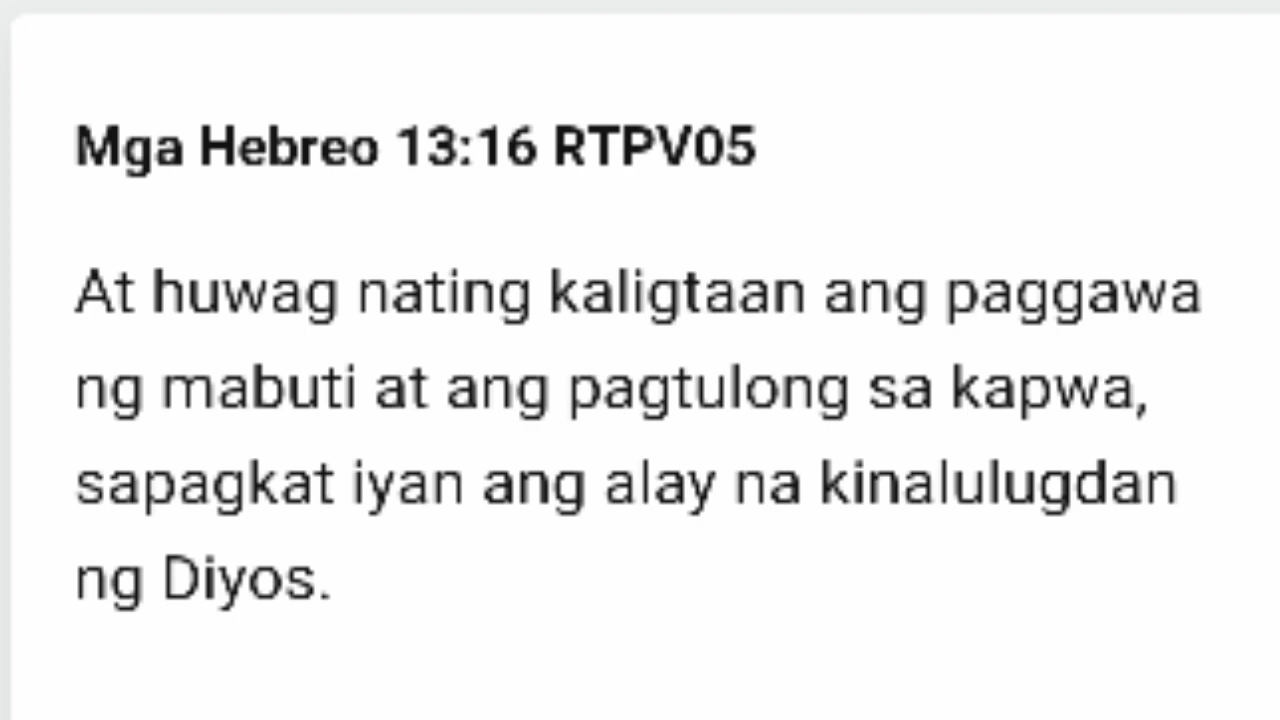 Mga Hebreo 13:16 RTPV05
At huwag nating kaligtaan ang paggawa
ng mabuti at ang pagtulong sa kapwa,
sapagkat iyan ang alay na kinalulugdan
ng Diyos.